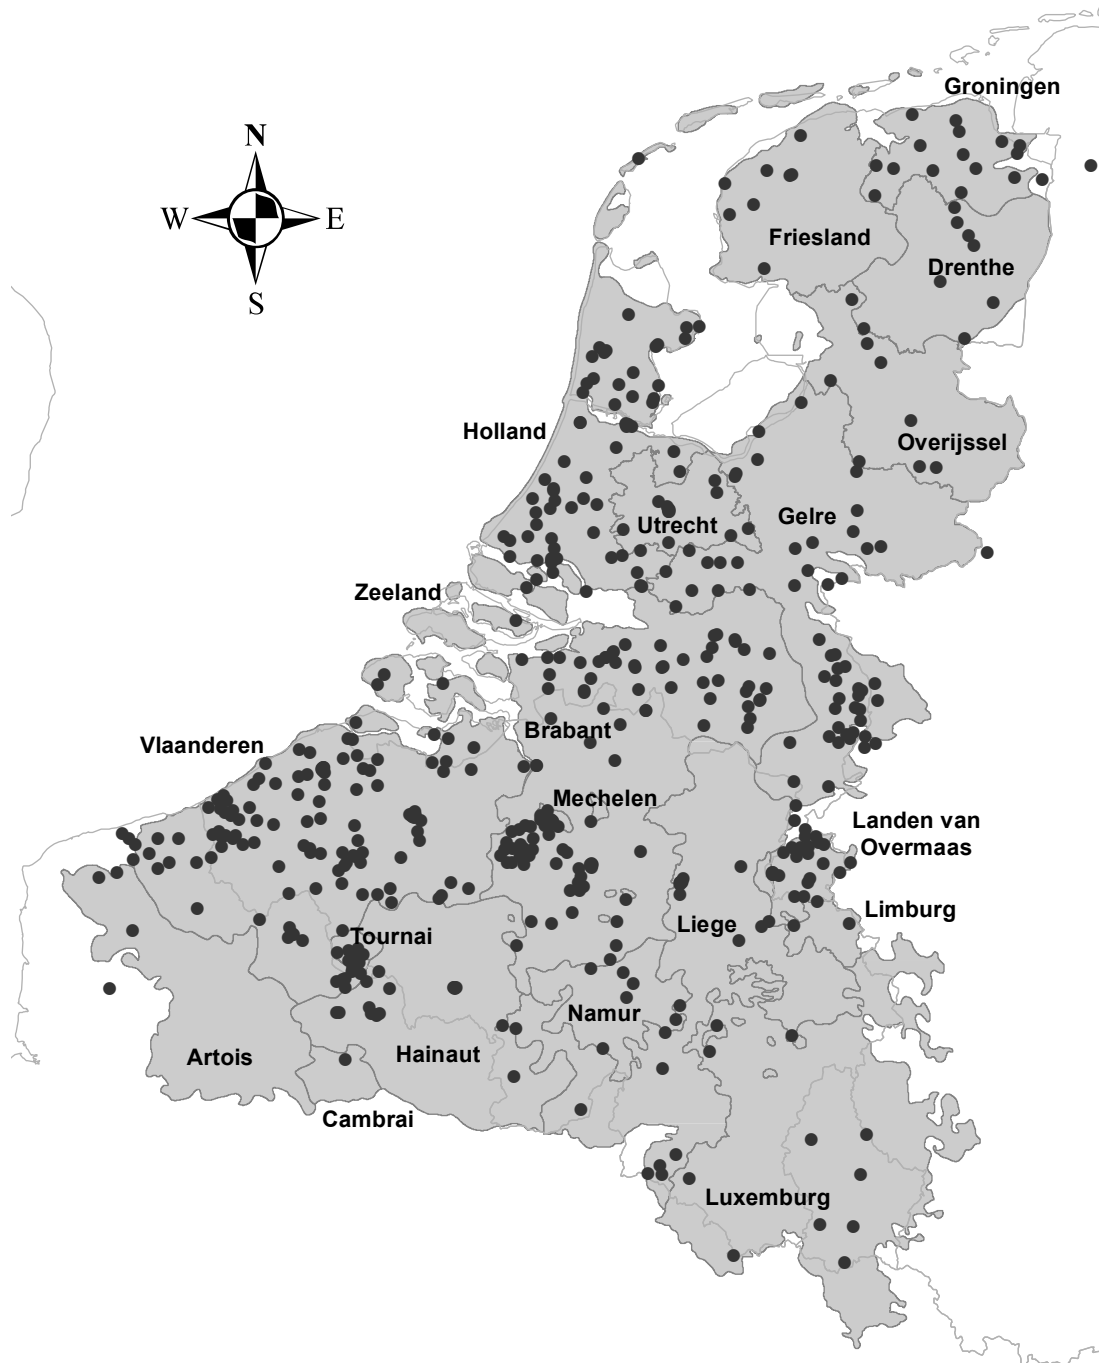 Groningen
N
W
E
S
Friesland
Drenthe
Holland
Overijssel
Utrecht
Gelre
Zeeland
Brabant
Vlaanderen
Mechelen
Landen van
Overmaas
Limburg
Liege
Tournai
Namur
Hainaut
Artois
Cambrai
Luxemburg